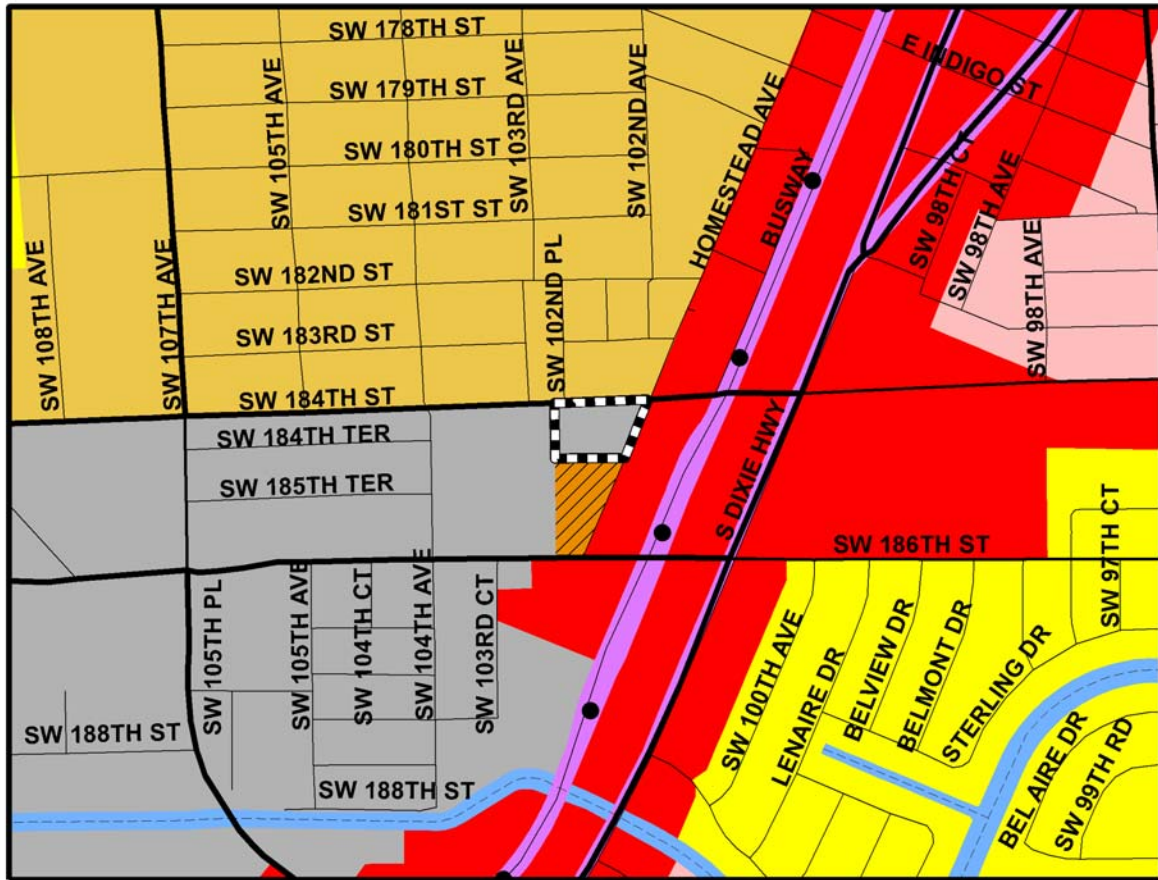 SW 178TH ST
E INDIGO ST
SW 179TH ST
SW 105TH AVE
SW 103RD AVE
SW 102ND AVE
HOMESTEAD AVE
SW 180TH ST
BUSWAY
SW 98TH CT
SW 98TH AVE
SW 181ST ST
SW 108TH AVE
SW 107TH AVE
SW 182ND ST
SW 102ND PL
SW 98TH AVE
SW 183RD ST
SW 184TH ST
SW 184TH TER
S DIXIE HWY
SW 185TH TER
SW 97TH CT
SW 186TH ST
SW 105TH PL
SW 105TH AVE
SW 104TH CT
SW 104TH AVE
SW 103RD CT
SW 100TH AVE
LENAIRE DR
BELVIEW DR
BELMONT DR
STERLING DR
SW 188TH ST
BEL AIRE DR
SW 99TH RD
SW 188TH ST